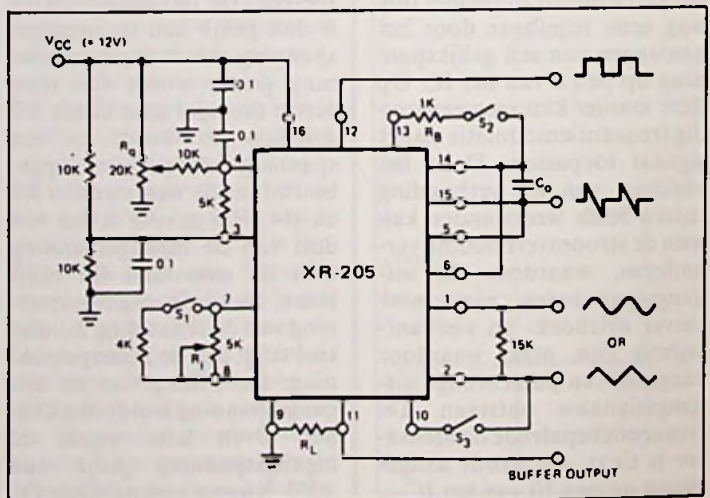 VCC (= 12V)
0.1
0.1
16
12
1K
13
RB
S2
10K
RQ
20K
10K
4
14
CO
5K
15
3
5
10K
0.1
XR-205
6
S1
7
1
4K
R1
5K
15K
OR
8
2
9
11
10
RL
S3
BUFFER OUTPUT